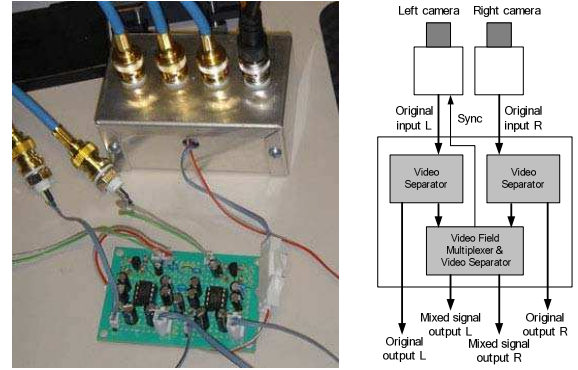 Left camera
Right camera
Original
input L
Sync
Original
input R
Video
Separator
Video
Separator
Video Field
Multiplexer &
Video Separator
Mixed signal
output L
Original
output R
Original
output L
Mixed signal
output R